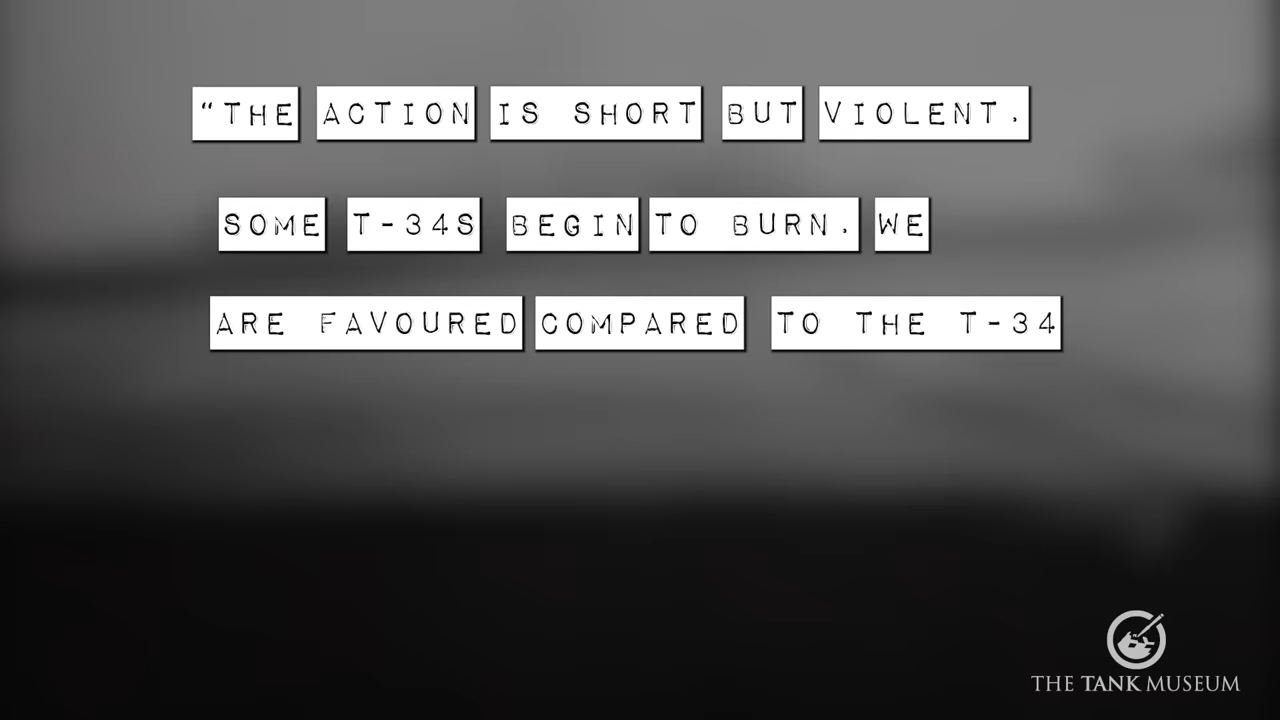 “THE ACTION IS SHORT BUT VIOLENT.
SOME T-34S BEGIN TO BURN. WE
ARE FAVOURED COMPARED TO THE T-34
THE TANK MUSEUM